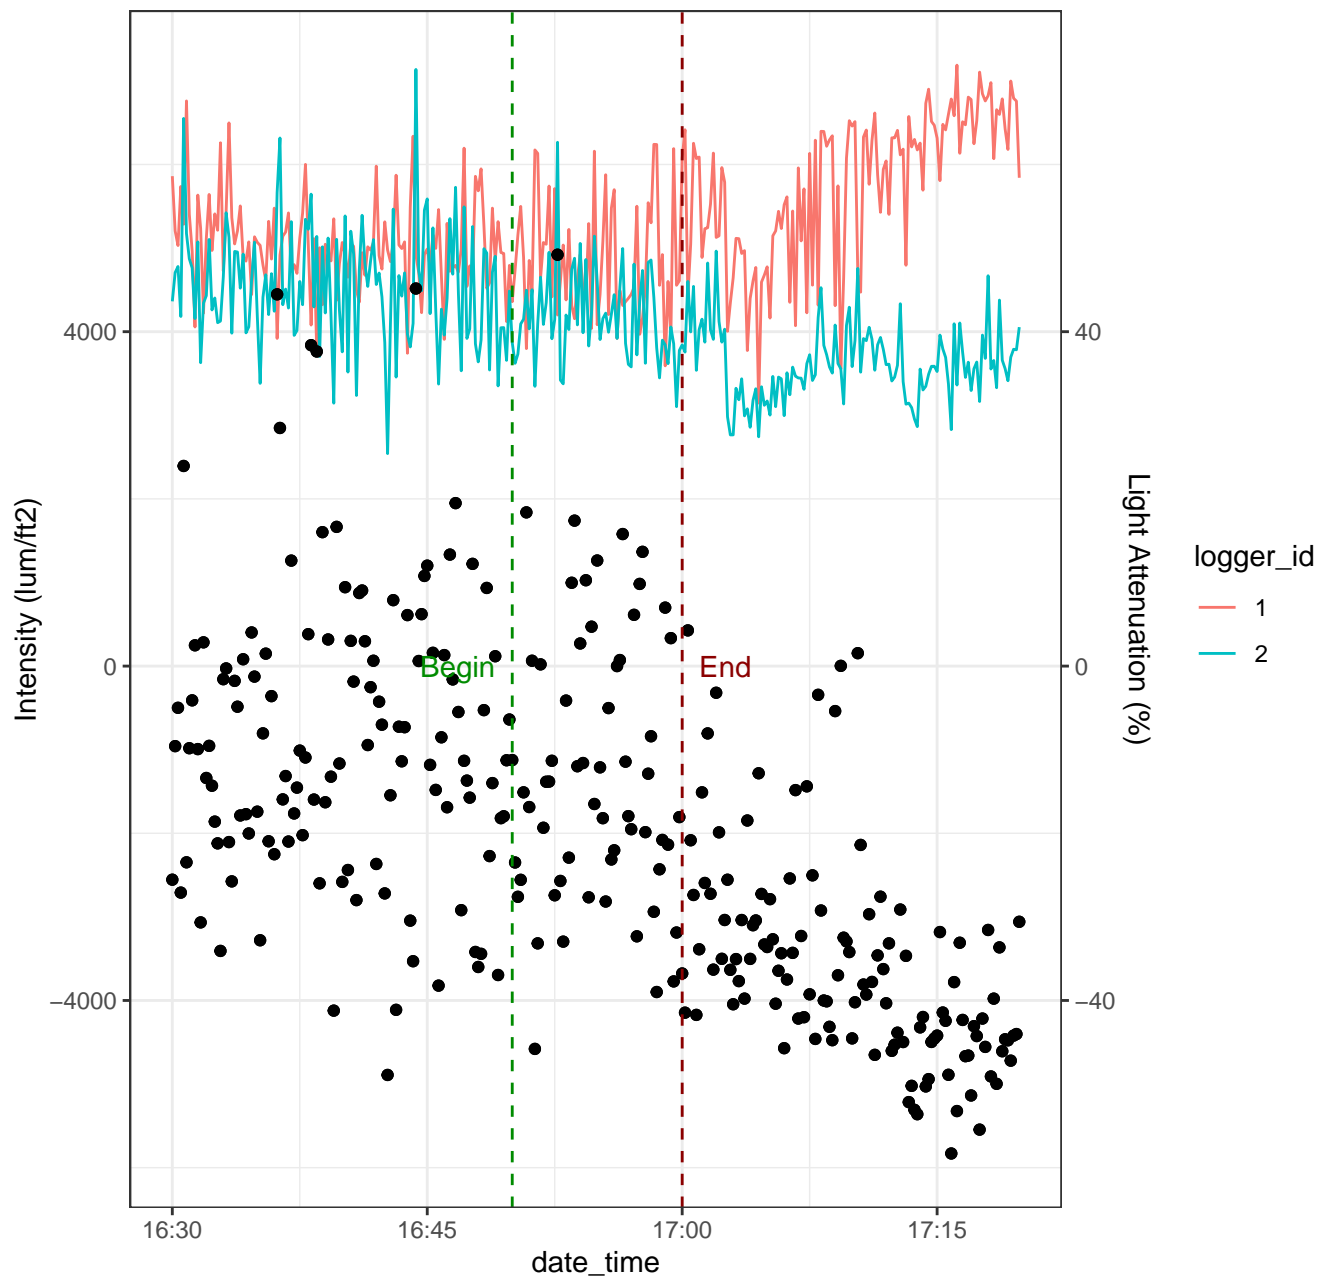 Intensity (lum/ft2)
4000
0
−4000
Begin
End
40
0
−40
Light Attenuation (%)
logger_id
1
2
16:30
16:45
17:00
17:15
date_time